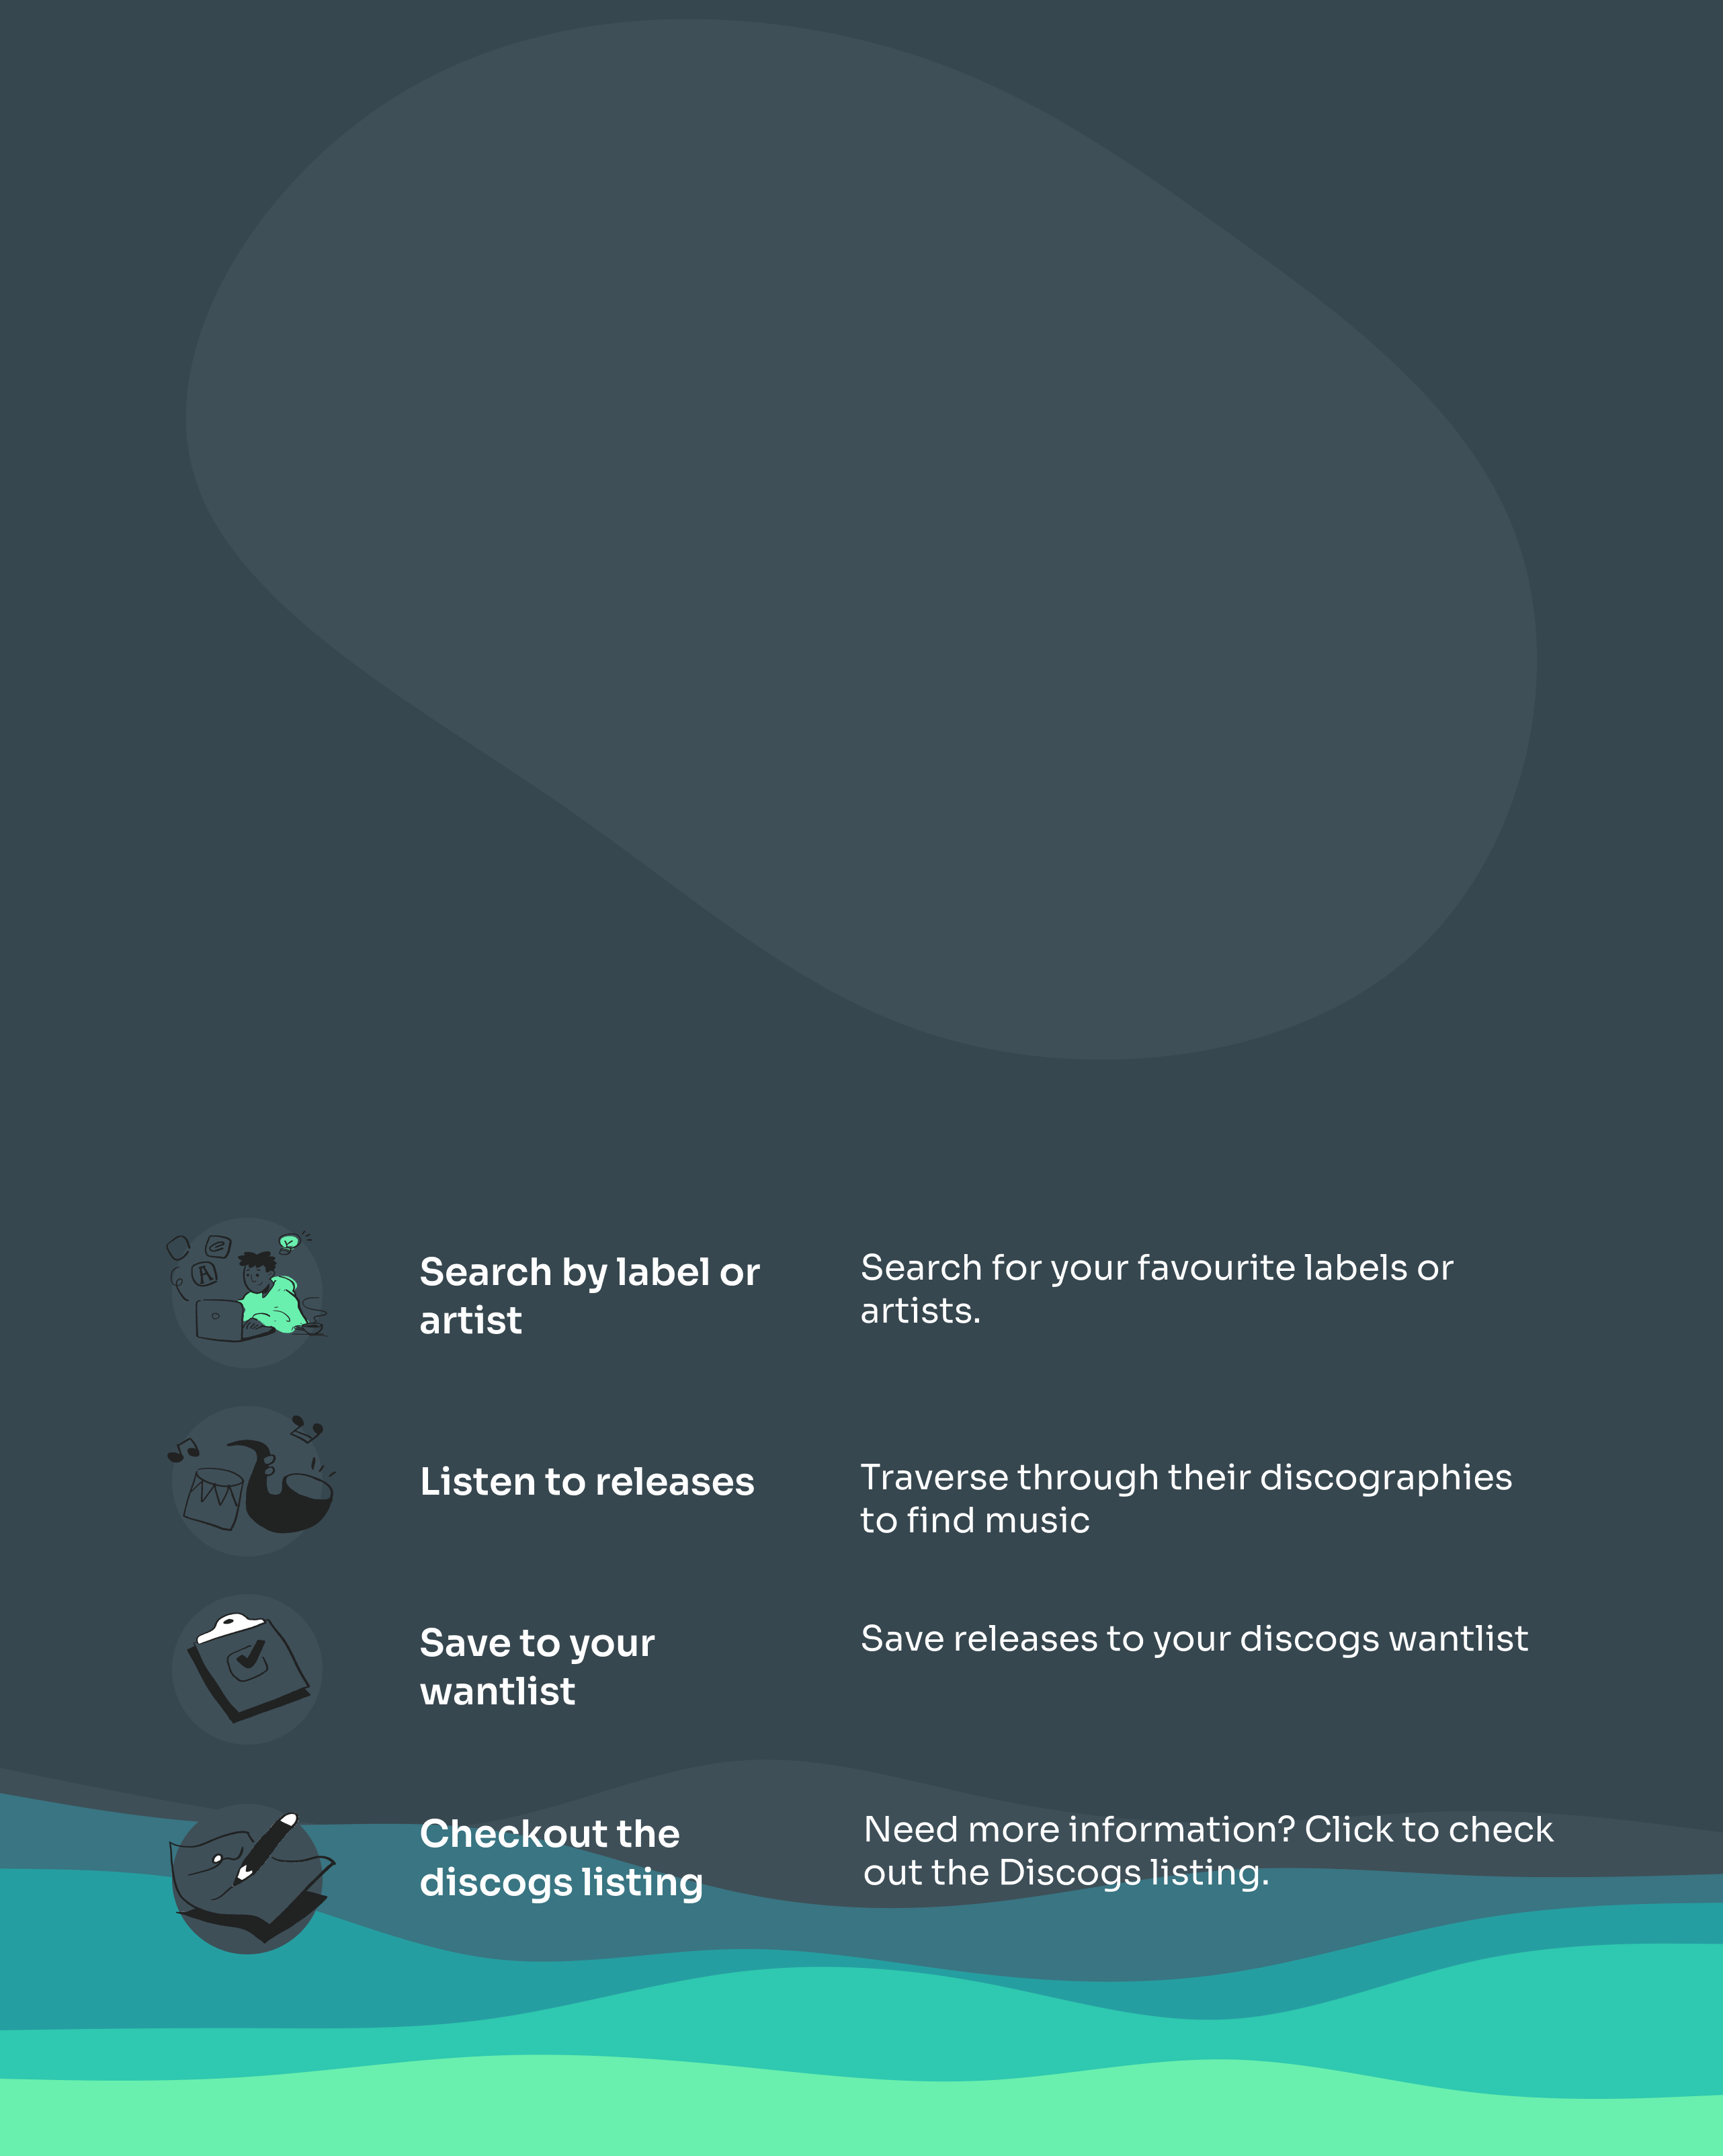 Search by label or
artist
Search for your favourite labels or
artists.
Listen to releases
Traverse through their discographies
to find music
Save to your
wantlist
Save releases to your discogs wantlist
Checkout the
discogs listing
Need more information? Click to check
out the Discogs listing.
A